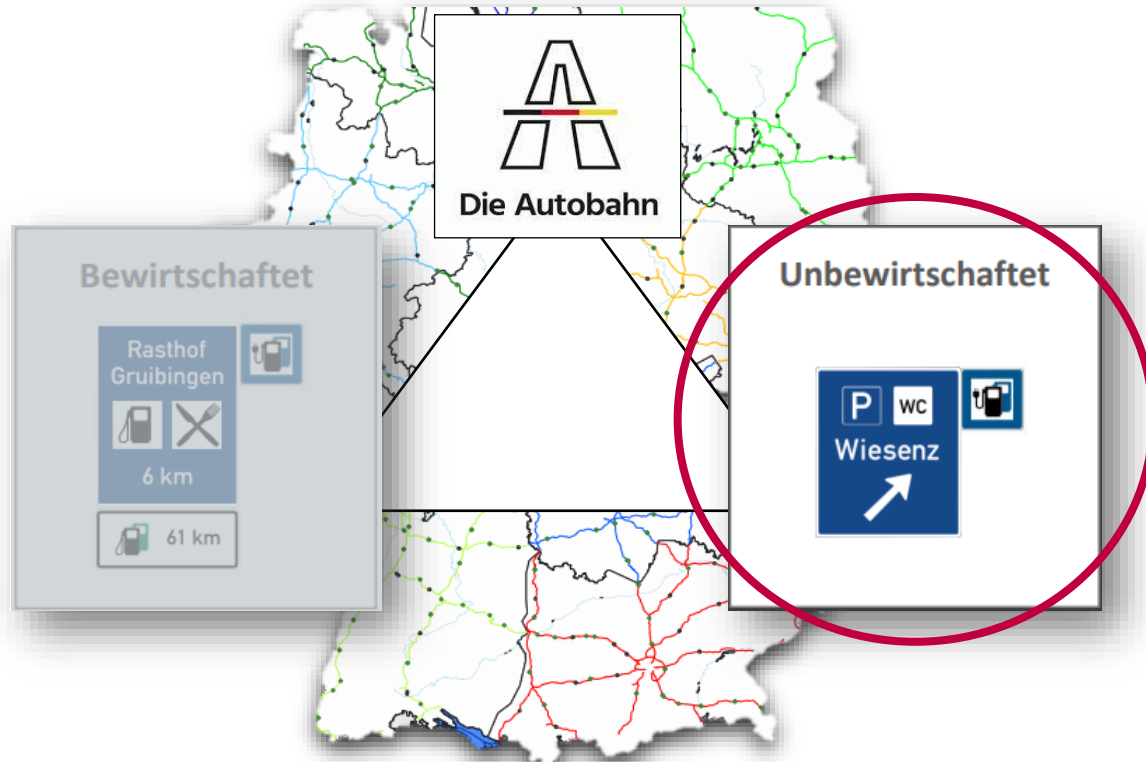 Die Autobahn
Bewirtschaftet
Rasthof
Gruibingen
6 km
61 km
Unbewirtschaftet
P WC
Wiesenz